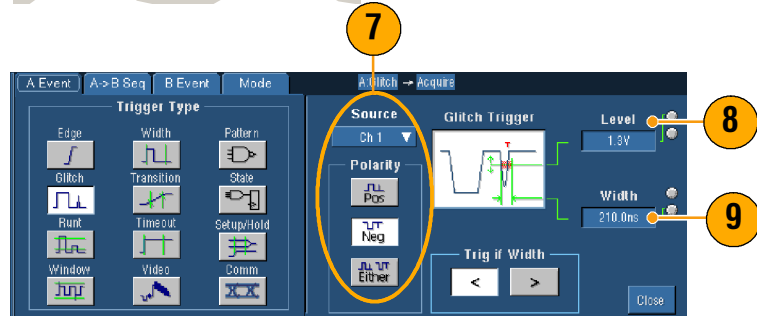 7
A Event A->B Seq B Event Mode
A:Glitch -> Acquire
Trigger Type
Edge Width Pattern
Glitch Transition State
Runt Timeout Setup/Hold
Window Video Comm
Source
Ch 1
Polarity
Pos
Neg
Either
Glitch Trigger
T
Trig if Width
< >
Level
1.3V
8
Width
210.0ns
9
Close